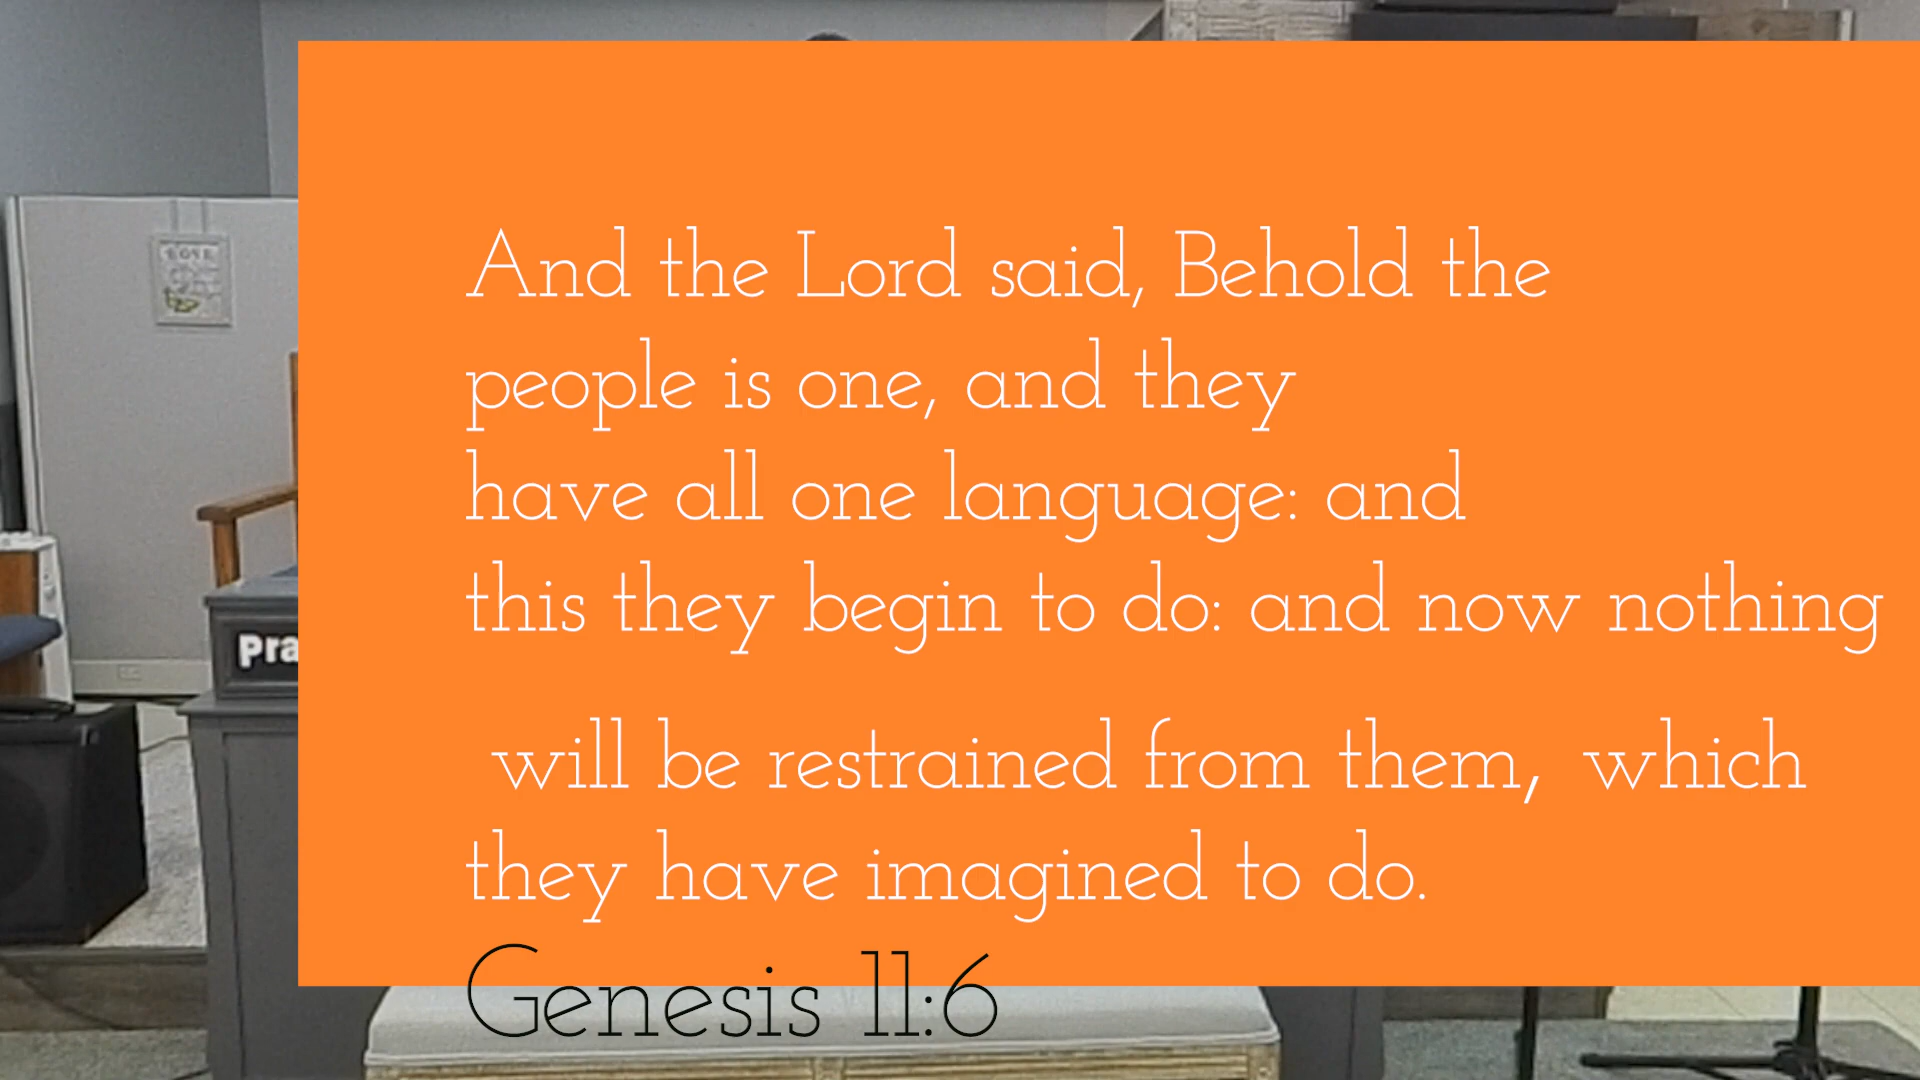 And the Lord said, Behold the
people is one, and they
have all one language: and
this they begin to do: and now nothing
will be restrained from them, which
they have imagined to do.
Genesis 11:6
Pra
LOVE